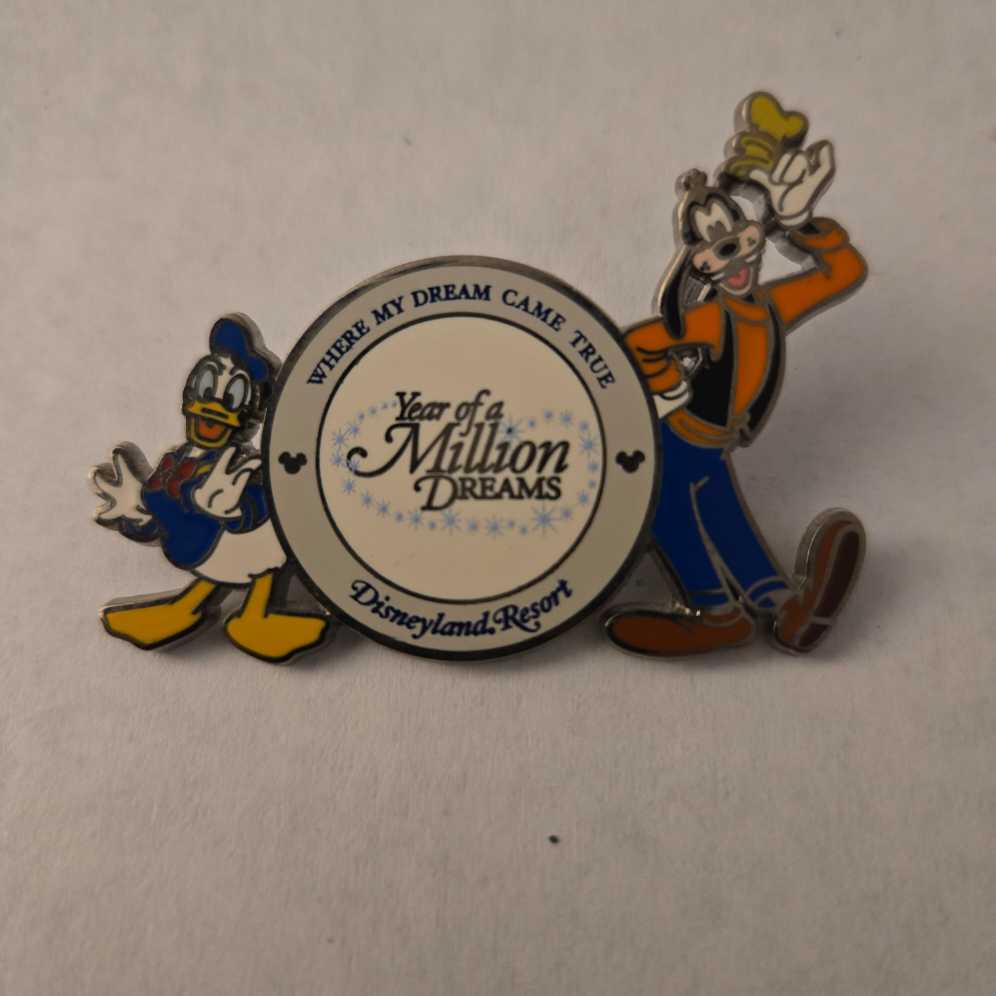 WHERE MY DREAM CAME TRUE
Year of a
Million
DREAMS
Disneyland Resort